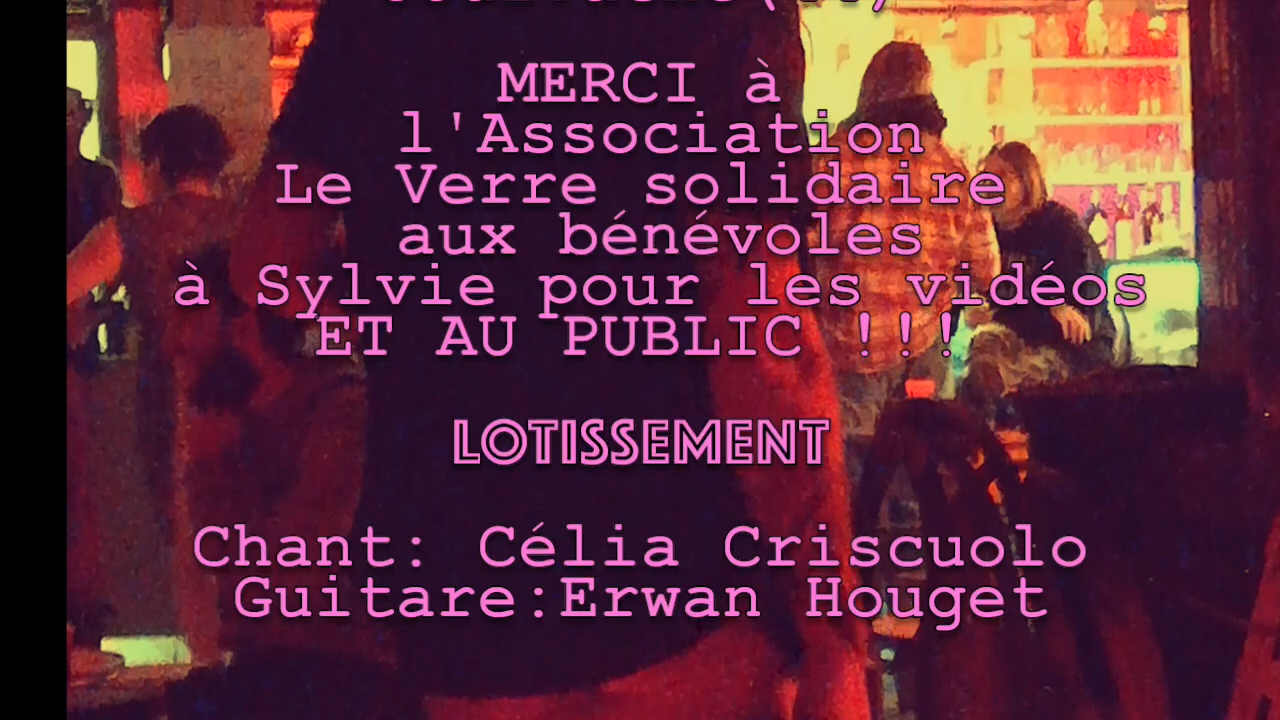 MERCI à
l'Association
Le Verre solidaire
aux bénévoles
à Sylvie pour les vidéos
ET AU PUBLIC !!!
LOTISSEMENT
Chant: Célia Criscuolo
Guitare:Erwan Houget